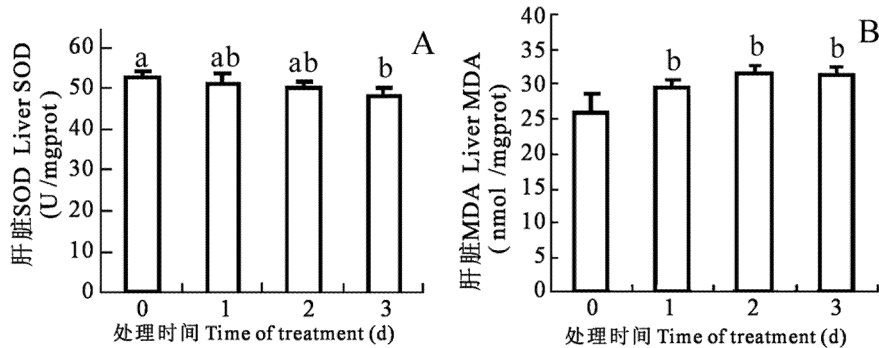 A
肝脏SOD Liver SOD
(U /mgprot)
60
50
40
30
20
10
0
a ab ab b
0 1 2 3
处理时间 Time of treatment (d)
B
肝脏MDA Liver MDA
( nmol /mgprot)
40
35
30
25
20
15
10
5
0
b b b
0 1 2 3
处理时间 Time of treatment (d)